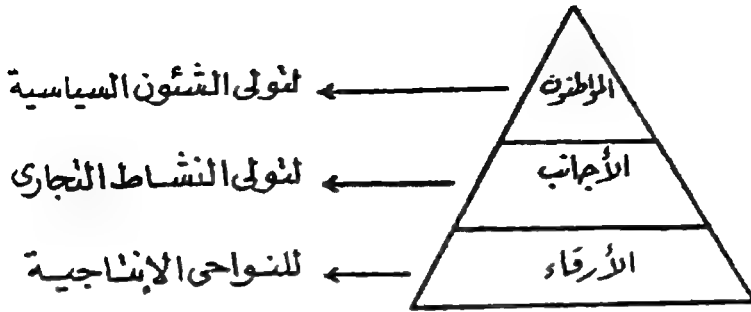 المواطنون
لتولى الشئون السياسية
الأجانب
لتولى النشاط التجارى
الأرقاء
للنواحى الإنتاجية